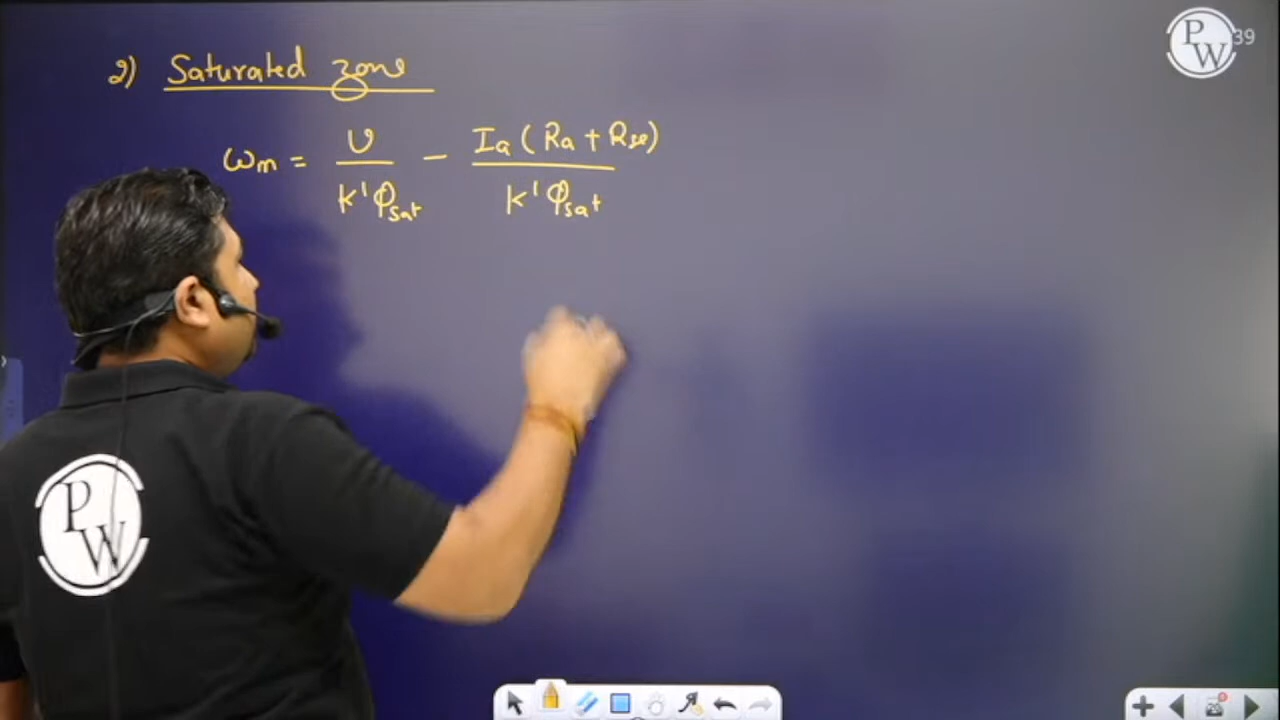 2) Saturated zone
ωm = V / K'φsat - Ia (Ra + Rse) / K'φsat
PW 39
PW